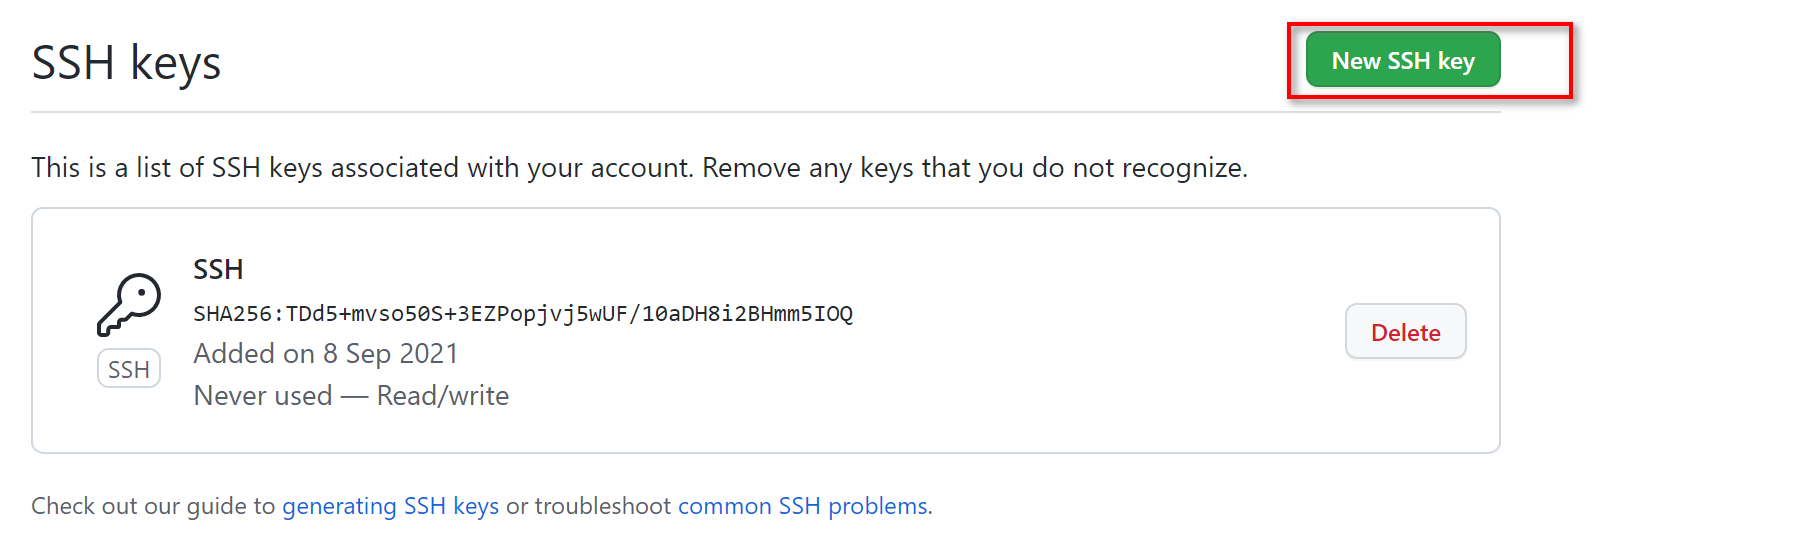 SSH keys
New SSH key
This is a list of SSH keys associated with your account. Remove any keys that you do not recognize.
SSH
SHA256:TDd5+mvso50S+3EZPopjvj5wUF/10aDH8i2BHmm5IOQ
Added on 8 Sep 2021
Never used — Read/write
SSH
Delete
Check out our guide to generating SSH keys or troubleshoot common SSH problems.